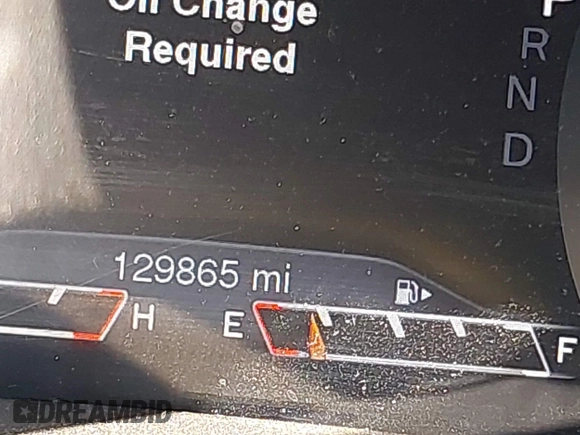 Oil Change
Required
P
R
N
D
129865 mi
H
E
F
DREAMBID